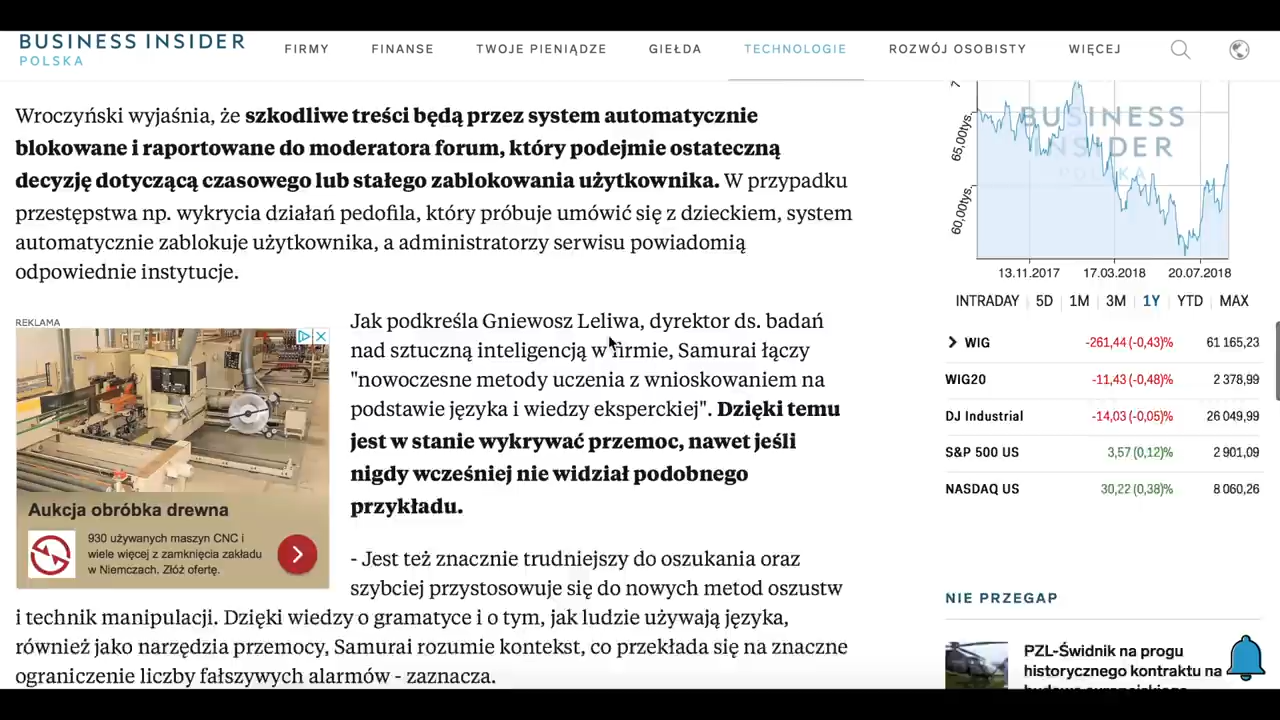 BUSINESS INSIDER
POLSKA
FIRMY FINANSE TWOJE PIENIĄDZE GIEŁDA TECHNOLOGIE ROZWÓJ OSOBISTY WIĘCEJ
Wroczyński wyjaśnia, że szkodliwe treści będą przez system automatycznie
blokowane i raportowane do moderatora forum, który podejmie ostateczną
decyzję dotyczącą czasowego lub stałego zablokowania użytkownika. W przypadku
przestępstwa np. wykrycia działań pedofila, który próbuje umówić się z dzieckiem, system
automatycznie zablokuje użytkownika, a administratorzy serwisu powiadomią
odpowiednie instytucje.
REKLAMA
Aukcja obróbka drewna
930 używanych maszyn CNC i
wiele więcej z zamknięcia zakładu
w Niemczech. Złóż ofertę.
Jak podkreśla Gniewosz Leliwa, dyrektor ds. badań
nad sztuczną inteligencją w firmie, Samurai łączy
"nowoczesne metody uczenia z wnioskowaniem na
podstawie języka i wiedzy eksperckiej". Dzięki temu
jest w stanie wykrywać przemoc, nawet jeśli
nigdy wcześniej nie widział podobnego
przykładu.
- Jest też znacznie trudniejszy do oszukania oraz
szybciej przystosowuje się do nowych metod oszustw
i technik manipulacji. Dzięki wiedzy o gramatyce i o tym, jak ludzie używają języka,
również jako narzędzia przemocy, Samurai rozumie kontekst, co przekłada się na znaczne
ograniczenie liczby fałszywych alarmów - zaznacza.
BUSINESS
INSIDER
POLSKA
65,00tys.
60,00tys.
13.11.2017 17.03.2018 20.07.2018
INTRADAY 5D 1M 3M 1Y YTD MAX
WIG -261,44 (-0,43)% 61 165,23
WIG20 -11,43 (-0,48)% 2 378,99
DJ Industrial -14,03 (-0,05)% 26 049,99
S&P 500 US 3,57 (0,12)% 2 901,09
NASDAQ US 30,22 (0,38)% 8 060,26
NIE PRZEGAP
PZL-Świdnik na progu
historycznego kontraktu na